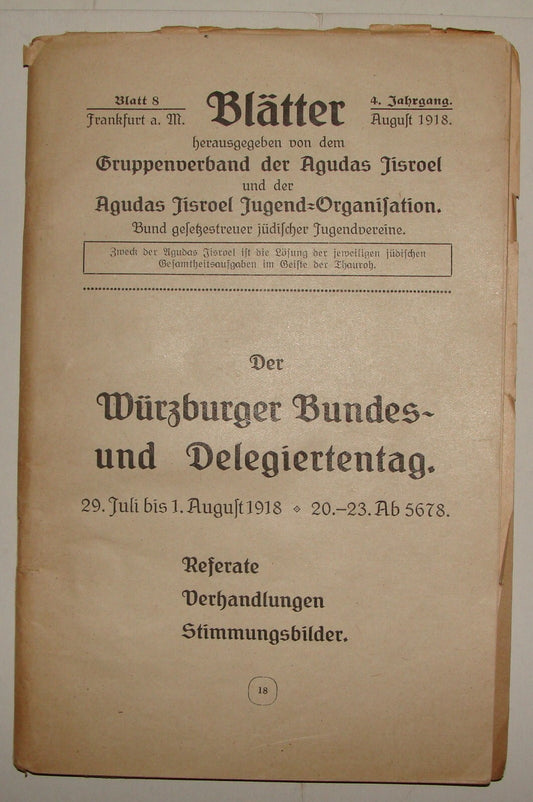 Blatt 8
Frankfurt a. M.
Blätter
4. Jahrgang.
August 1918.
herausgegeben von dem
Gruppenverband der Agudas Jisroel
und der
Agudas Jisroel Jugend=Organisation.
Bund gesetzestreuer jüdischer Jugendvereine.
Zweck der Agudas Jisroel ist die Lösung der jeweiligen jüdischen
Gesamtheitsaufgaben im Geiste der Thauroh.
Der
Würzburger Bundes-
und Delegiertentag.
29. Juli bis 1. August 1918 ⋄ 20.–23. Ab 5678.
Referate
Verhandlungen
Stimmungsbilder.
18